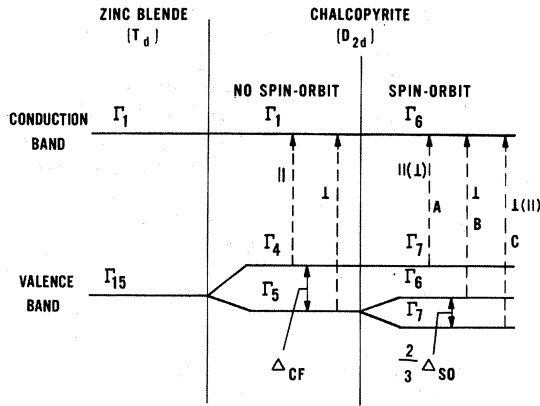 ZINC BLENDE
(T_d)
CHALCOPYRITE
(D_2d)
NO SPIN-ORBIT
SPIN-ORBIT
CONDUCTION
BAND
Γ1
Γ1
Γ6
||
⊥
||(⊥)
A
⊥
B
⊥(||)
C
VALENCE
BAND
Γ15
Γ4
Γ5
Γ7
Γ6
Γ7
Δ_CF
2/3 Δ_SO